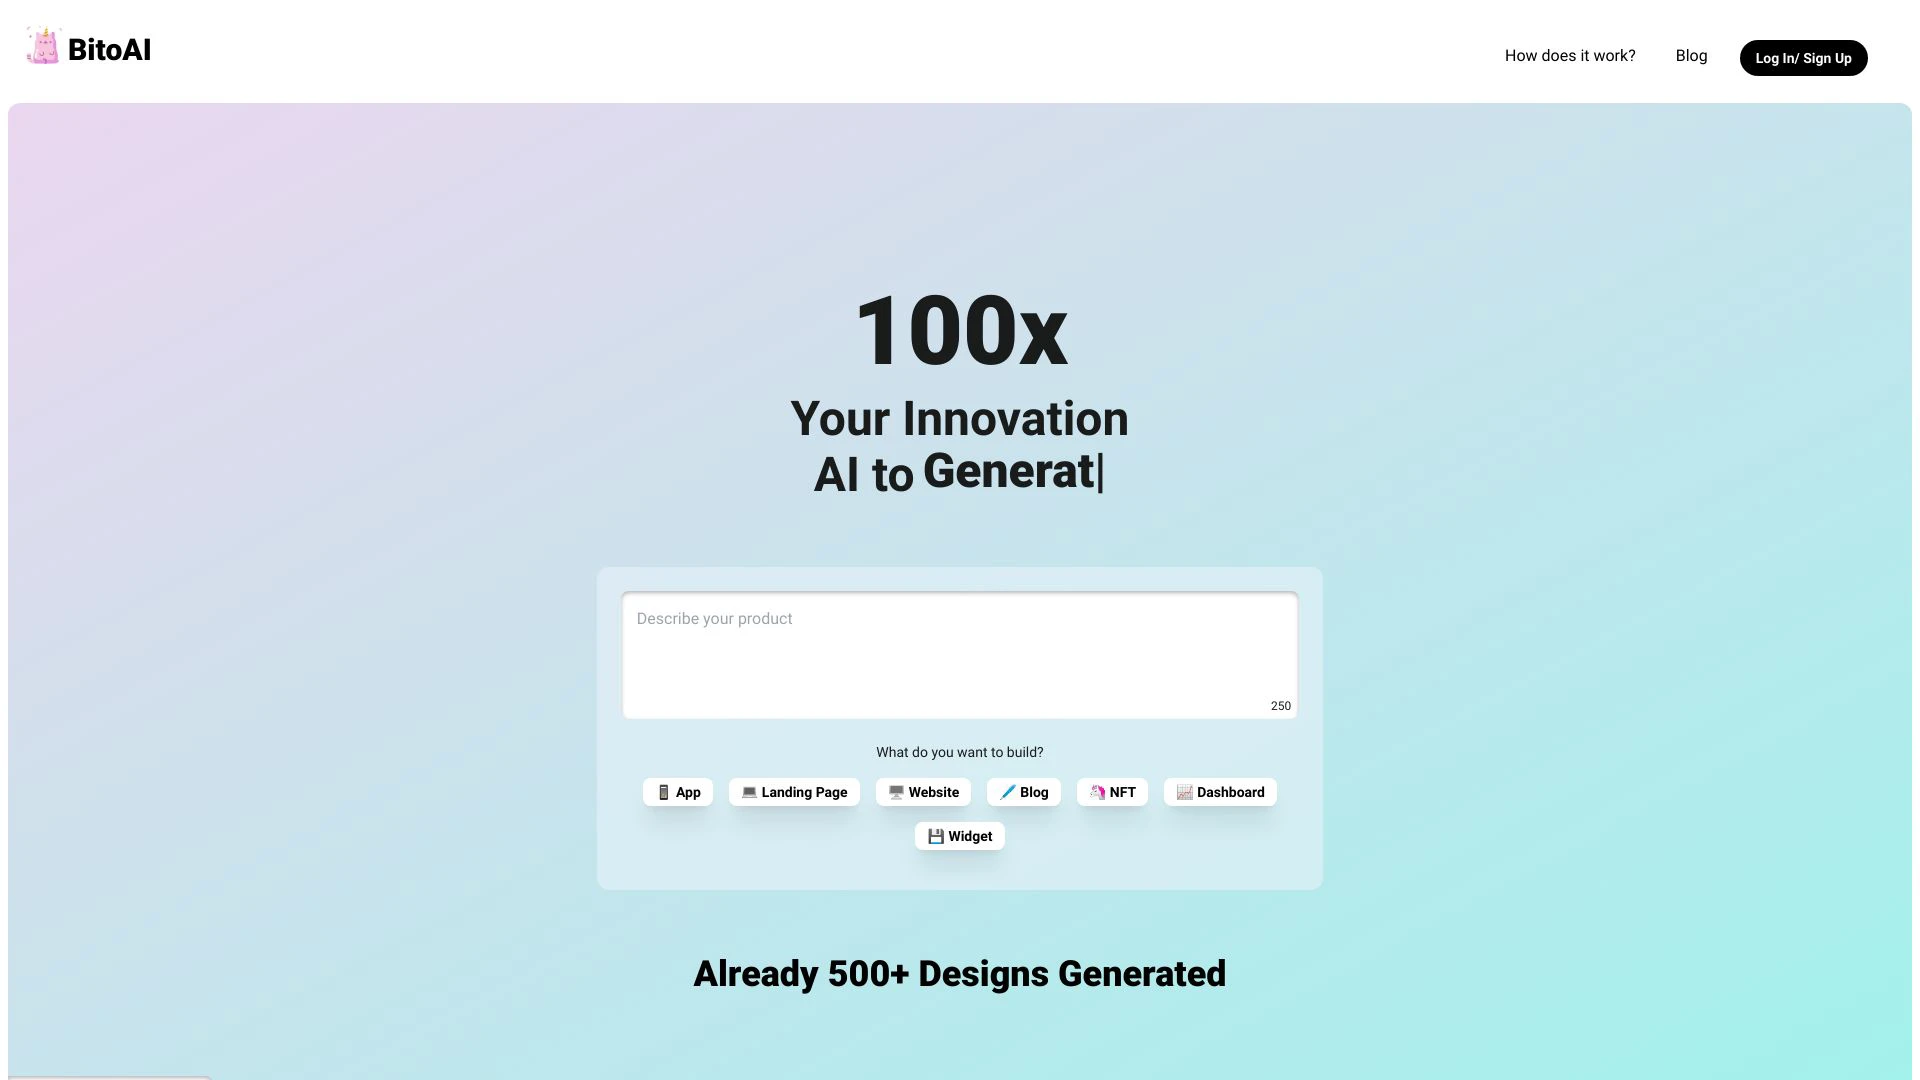 BitoAI
How does it work?
Blog
Log In/ Sign Up
100x
Your Innovation
AI to Generat|
Describe your product
250
What do you want to build?
📱 App
💻 Landing Page
🖥️ Website
🖊️ Blog
🦄 NFT
📈 Dashboard
💾 Widget
Already 500+ Designs Generated